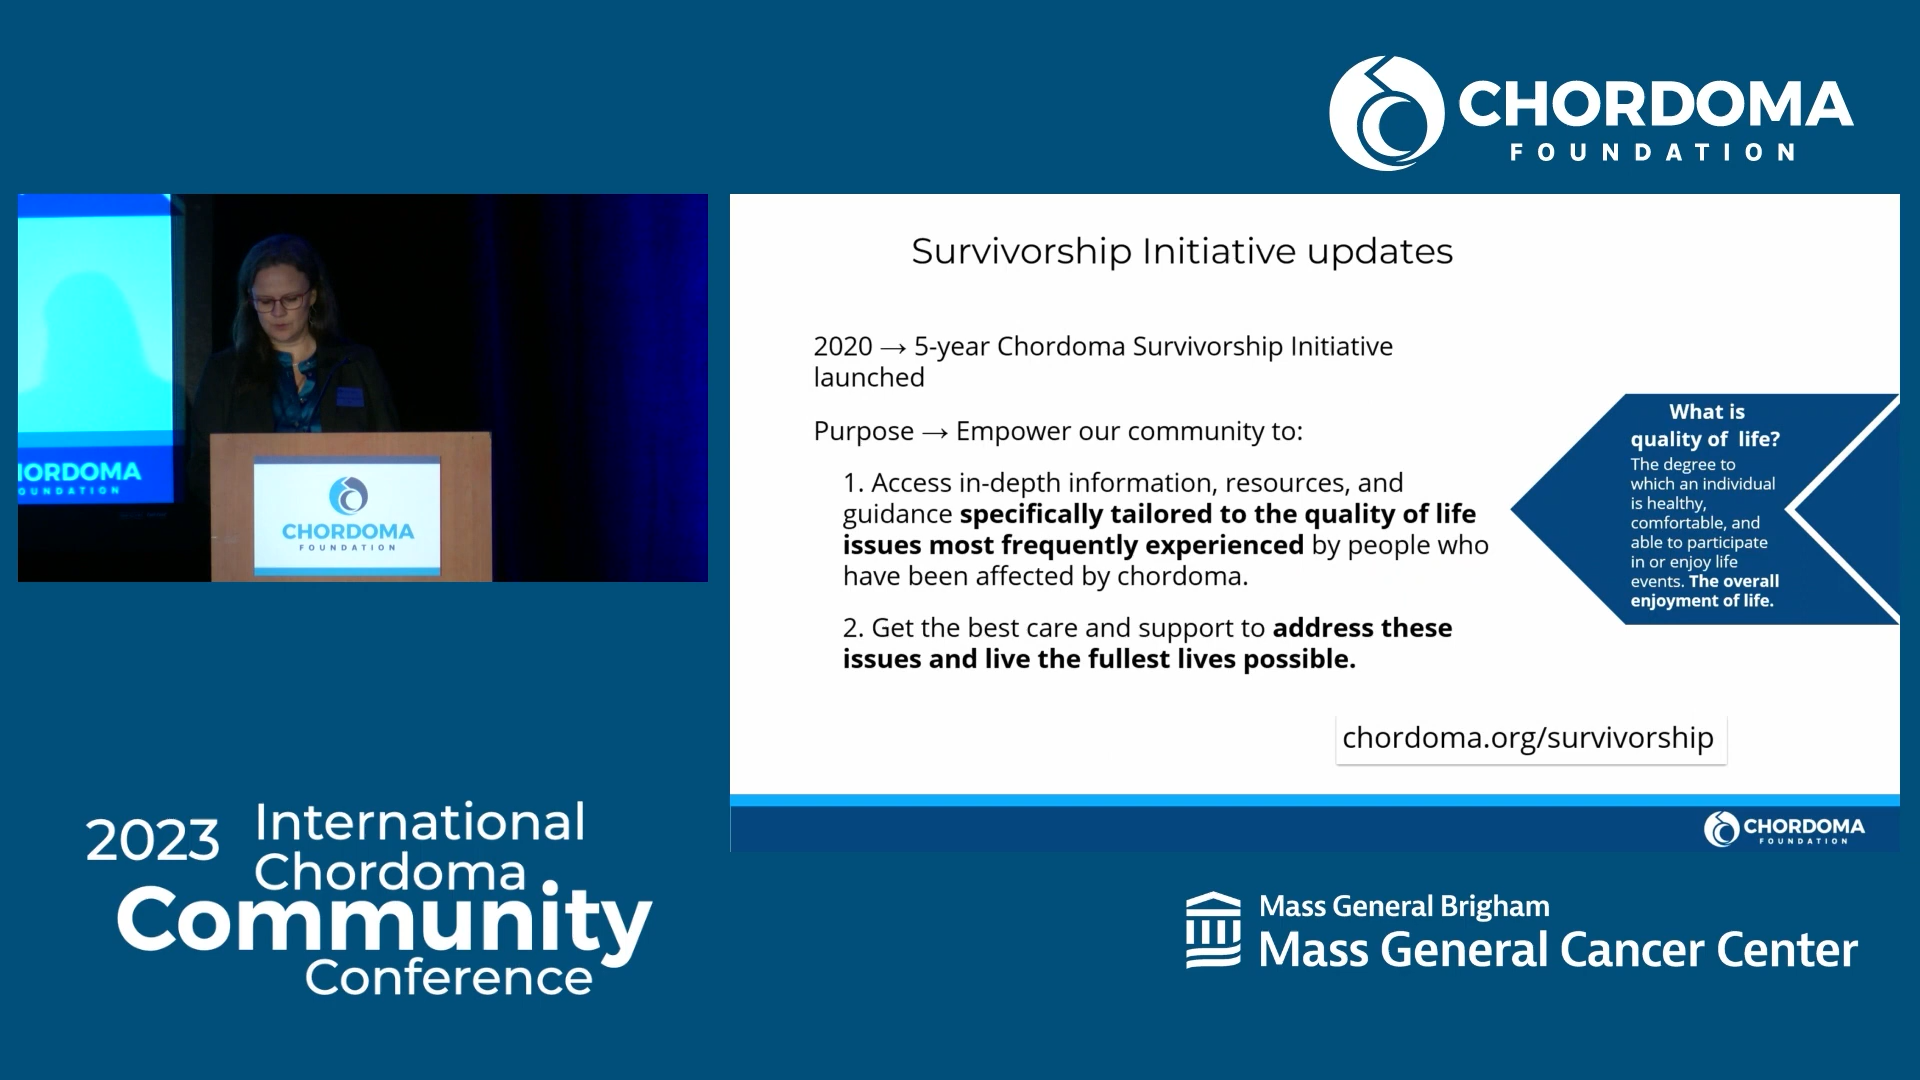 CHORDOMA
FOUNDATION
Survivorship Initiative updates
2020 → 5-year Chordoma Survivorship Initiative
launched
Purpose → Empower our community to:
1. Access in-depth information, resources, and
guidance specifically tailored to the quality of life
issues most frequently experienced by people who
have been affected by chordoma.
2. Get the best care and support to address these
issues and live the fullest lives possible.
What is
quality of life?
The degree to
which an individual
is healthy,
comfortable, and
able to participate
in or enjoy life
events. The overall
enjoyment of life.
chordoma.org/survivorship
CHORDOMA
FOUNDATION
HORDOMA
OUNDATION
CHORDOMA
FOUNDATION
2023 International
Chordoma
Community
Conference
Mass General Brigham
Mass General Cancer Center